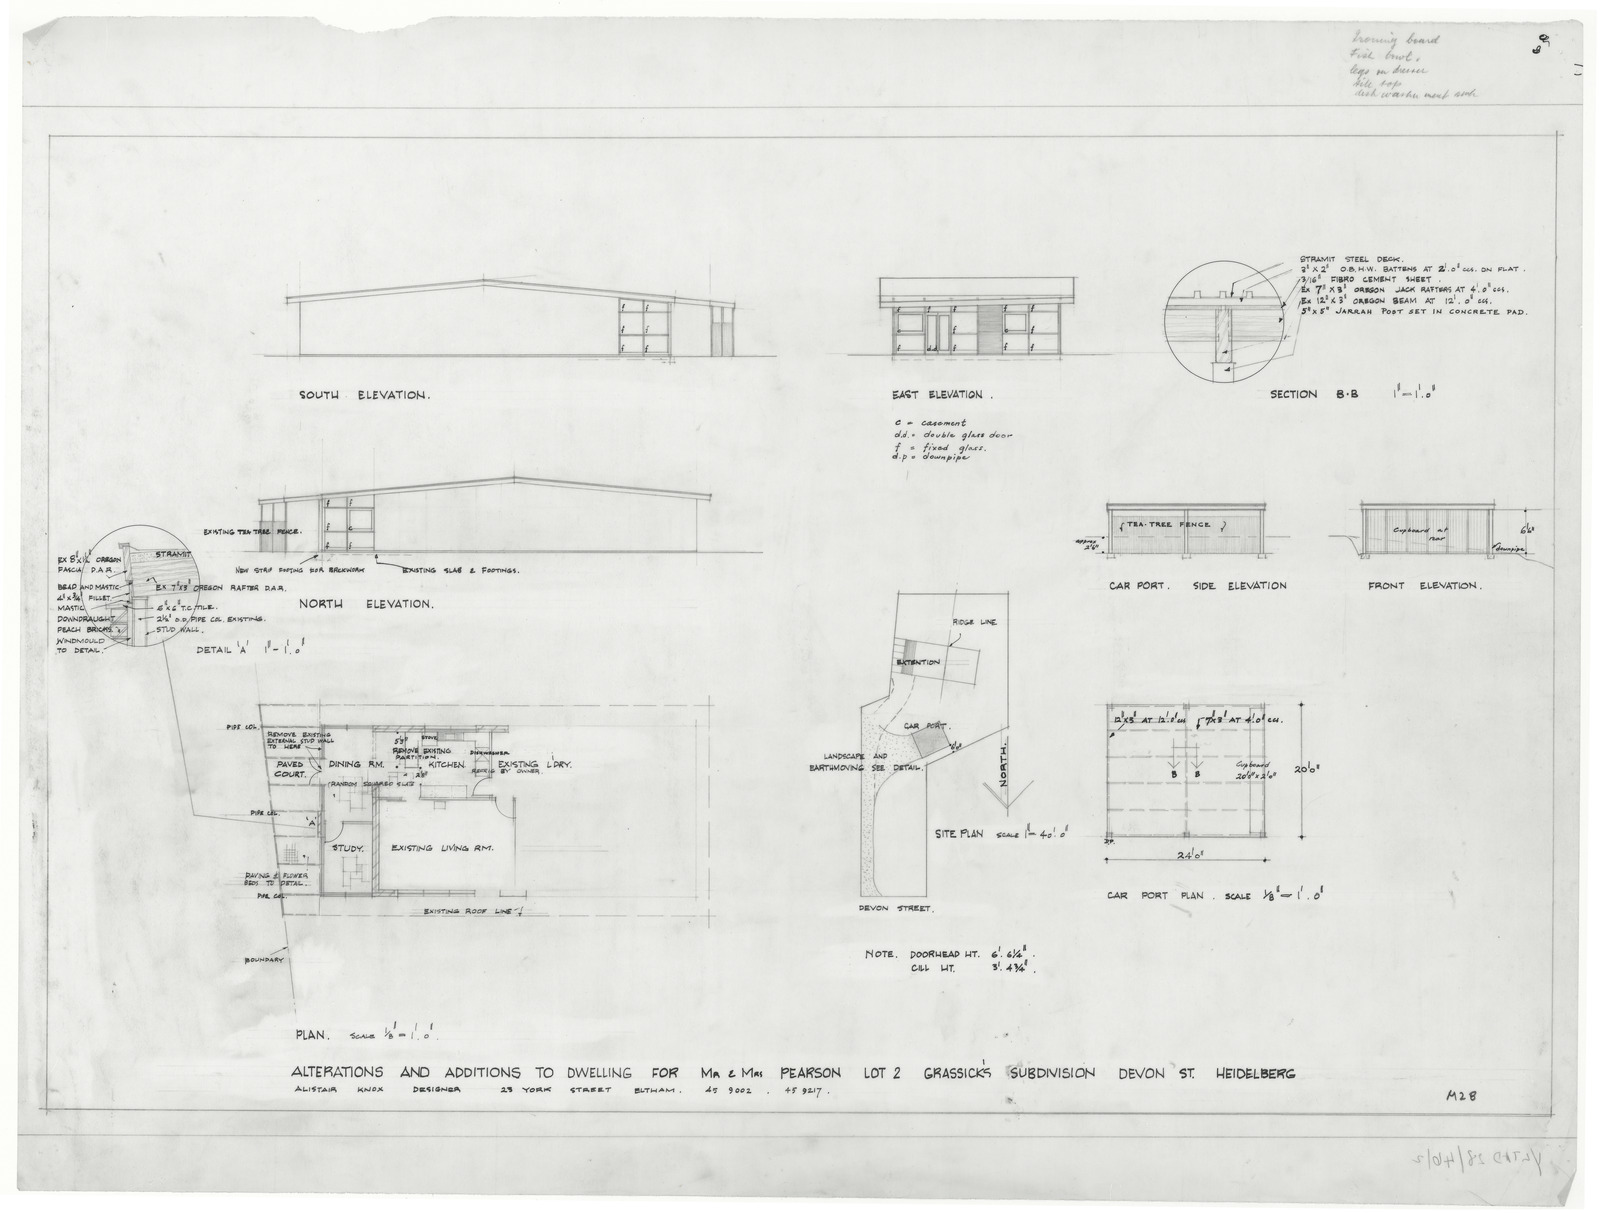 Ironing board
legs on dresser
tile top
dish washer next sink
STRAMIT STEEL DECK.
3" X 2" O.B.H.W. BATTENS AT 2'.0" CCS. ON FLAT.
3/16" FIBRO CEMENT SHEET.
EX 7" X 3" OREGON JACK RAFTERS AT 4'.0" CCS.
EX 12" X 3" OREGON BEAM AT 12'.0" CCS.
5" X 5" JARRAH POST SET IN CONCRETE PAD.
f f
f f
f f
SOUTH ELEVATION.
f f f f
f f
f d.d. f f f
EAST ELEVATION.
SECTION B-B 1" = 1'.0"
c = casement
d.d. = double glass door
f = fixed glass.
d.p = downpipe
EXISTING TEA TREE FENCE.
f f
f c
f f
NEW STRIP FOOTING FOR BRICKWORK
EXISTING SLAB & FOOTINGS.
NORTH ELEVATION.
TEA-TREE FENCE
approx 2'6"
CAR PORT. SIDE ELEVATION
Cupboard at rear
6'6"
downpipe
FRONT ELEVATION.
STRAMIT
EX 8" X 1½" OREGON
FASCIA D.A.R.
BEAD AND MASTIC
4" X ¾" FILLET.
MASTIC
DOWNDRAUGHT
PEACH BRICKS.
WINDMOULD
TO DETAIL.
EX 7" X 3" OREGON RAFTER D.A.R.
6" X 6" T.C. TILE.
2½" O.D. PIPE COL. EXISTING.
STUD WALL.
DETAIL 'A' 1" = 1'.0"
RIDGE LINE
EXTENTION
CAR PORT.
6'0"
LANDSCAPE AND
EARTHMOVING SEE DETAIL.
NORTH.
SITE PLAN SCALE 1" = 40'.0"
DEVON STREET.
PIPE COL.
REMOVE EXISTING
EXTERNAL STUD WALL
TO HERE
PAVED
COURT.
DINING RM.
(RANDOM SQUARED SLATE)
5'3"
STOVE
REMOVE EXISTING
PARTITION.
KITCHEN.
2'8"
DISHWASHER
REFRIG BY OWNER.
EXISTING L'DRY.
PIPE COL.
'A'
STUDY.
EXISTING LIVING RM.
PAVING & FLOWER
BEDS TO DETAIL.
PIPE COL.
EXISTING ROOF LINE
BOUNDARY
PLAN. SCALE 1/8" = 1'.0".
12" X 3" AT 12'.0" CCS
7" X 3" AT 4'.0" CCS.
B B
Cupboard
20'0" x 2'0"
20'0"
D.P.
24'0"
CAR PORT PLAN. SCALE 1/8" = 1'.0"
NOTE. DOORHEAD HT. 6'.6¼".
CILL HT. 3'.4¾".
ALTERATIONS AND ADDITIONS TO DWELLING FOR MR & MRS PEARSON LOT 2 GRASSICK'S SUBDIVISION DEVON ST. HEIDELBERG
ALISTAIR KNOX DESIGNER 23 YORK STREET ELTHAM. 45 9002. 45 9217.
M28